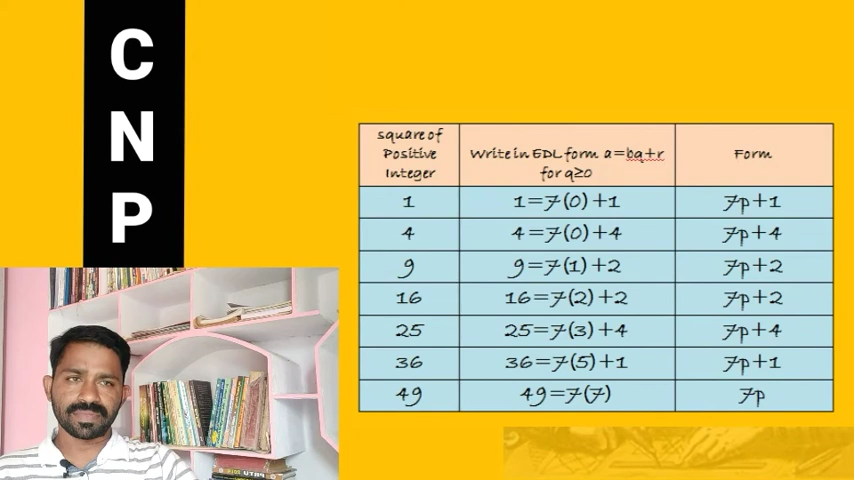 C
N
P
square of
Positive
Integer
Write in EDL form a=bq+r
for q≥0
Form
1
1=7(0)+1
7p+1
4
4=7(0)+4
7p+4
9
9=7(1)+2
7p+2
16
16=7(2)+2
7p+2
25
25=7(3)+4
7p+4
36
36=7(5)+1
7p+1
49
49=7(7)
7p